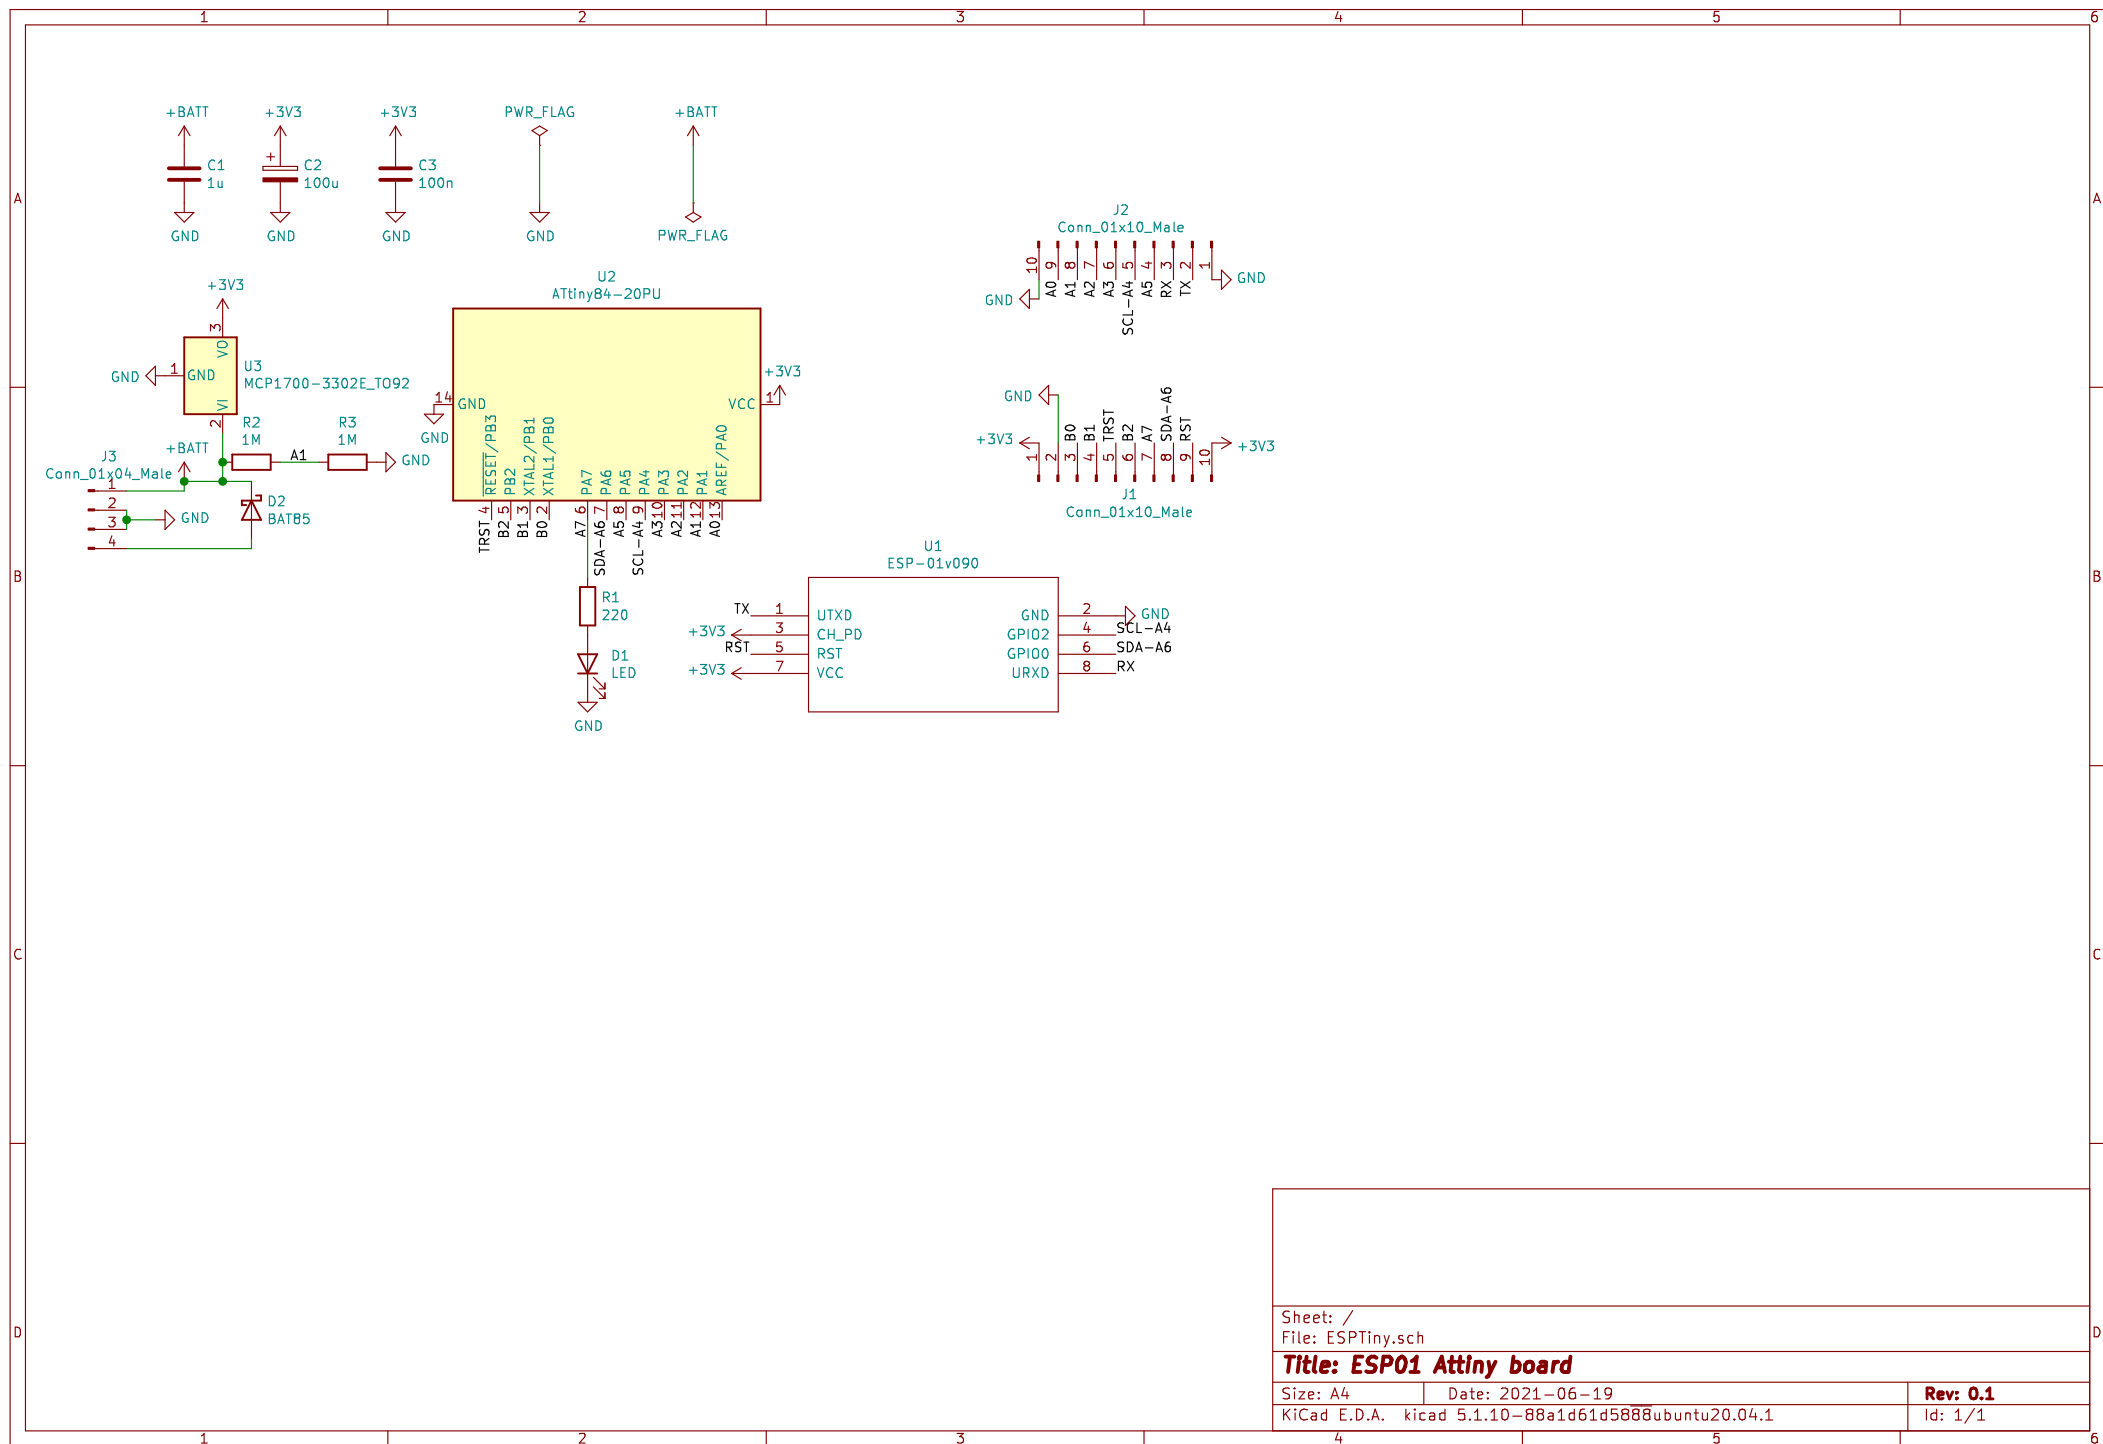 1 2 3 4 5 6
A
B
C
D
A
B
C
D
+BATT
C1
1u
GND
+3V3
+
C2
100u
GND
+3V3
C3
100n
GND
PWR_FLAG
GND
+BATT
PWR_FLAG
+3V3
3
VO
GND
1
GND
VI
2
U3
MCP1700-3302E_TO92
R2
1M
A1
R3
1M
GND
+BATT
J3
Conn_01x04_Male
1
2
3
4
GND
D2
BAT85
U2
ATtiny84-20PU
14
GND
GND
VCC
1
+3V3
RESET/PB3
PB2
XTAL2/PB1
XTAL1/PB0
PA7
PA6
PA5
PA4
PA3
PA2
PA1
AREF/PA0
4
5
3
2
6
7
8
9
10
11
12
13
TRST
B2
B1
B0
A7
SDA-A6
A5
SCL-A4
A3
A2
A1
A0
R1
220
D1
LED
GND
J2
Conn_01x10_Male
10
9
8
7
6
5
4
3
2
1
GND
A0
A1
A2
A3
SCL-A4
A5
RX
TX
GND
GND
+3V3
B0
B1
TRST
B2
A7
SDA-A6
RST
+3V3
1
2
3
4
5
6
7
8
9
10
J1
Conn_01x10_Male
U1
ESP-01v090
TX 1 UTXD
+3V3 3 CH_PD
RST 5 RST
+3V3 7 VCC
GND 2 GND
GPIO2 4 SCL-A4
GPIO0 6 SDA-A6
URXD 8 RX
Sheet: /
File: ESPTiny.sch
Title: ESP01 Attiny board
Size: A4 Date: 2021-06-19 Rev: 0.1
KiCad E.D.A. kicad 5.1.10-88a1d61d5888ubuntu20.04.1 Id: 1/1
1 2 3 4 5 6